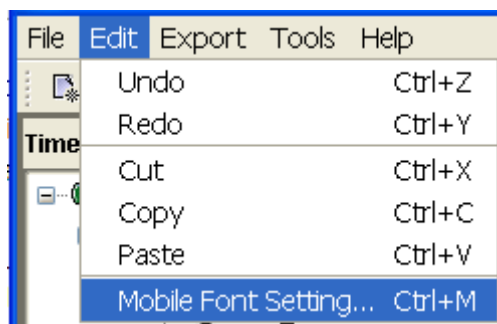 File Edit Export Tools Help
Undo Ctrl+Z
Redo Ctrl+Y
Time
Cut Ctrl+X
Copy Ctrl+C
Paste Ctrl+V
Mobile Font Setting... Ctrl+M